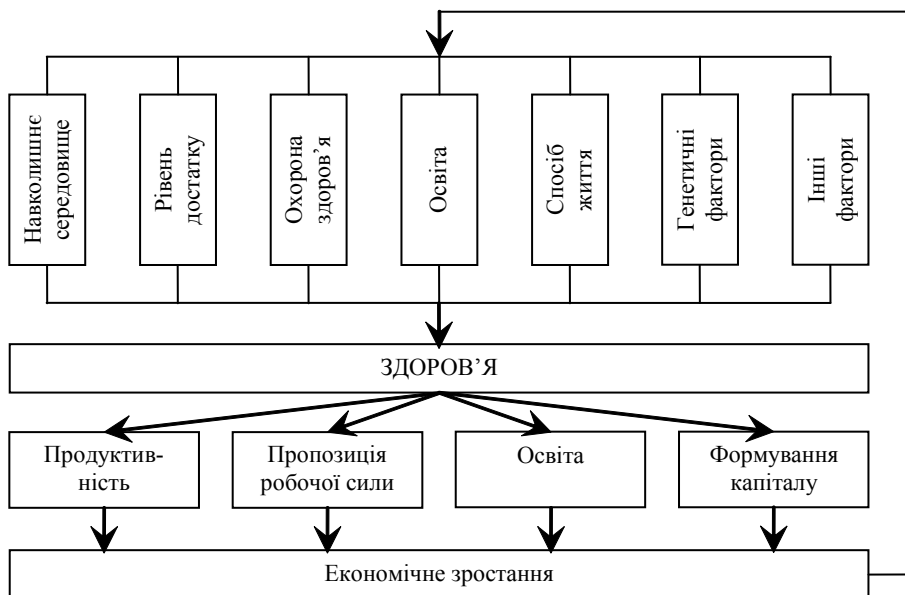 Навколишнє
середовище
Рівень
достатку
Охорона
здоров’я
Освіта
Спосіб
життя
Генетичні
фактори
Інші
фактори
ЗДОРОВ’Я
Продуктив-
ність
Пропозиція
робочої сили
Освіта
Формування
капіталу
Економічне зростання